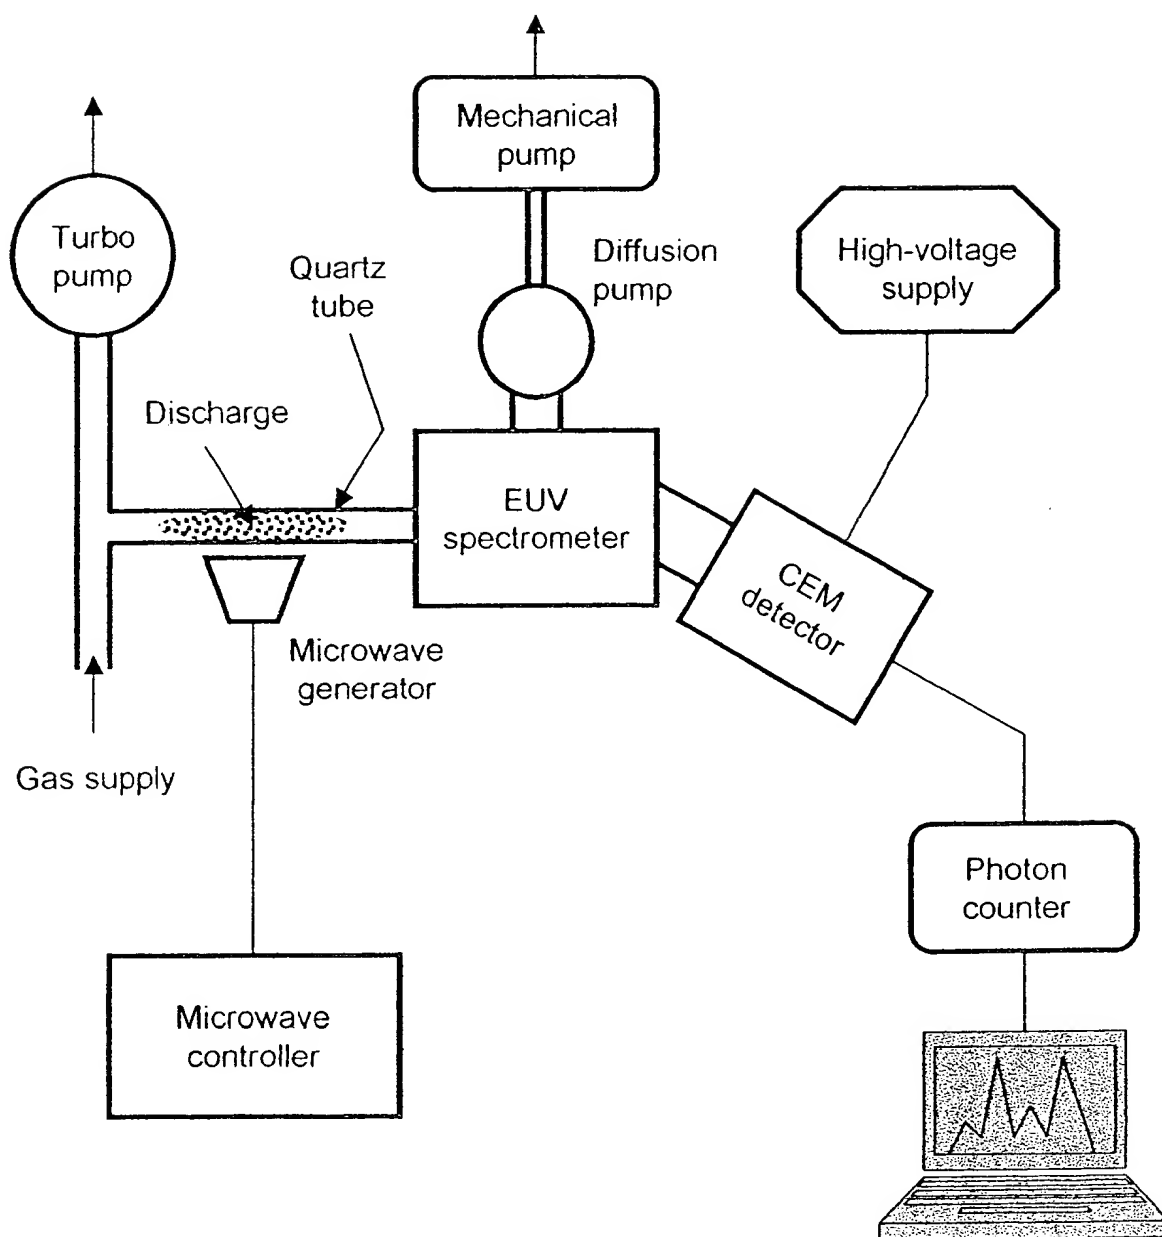 Mechanical
pump
Turbo
pump
Quartz
tube
Diffusion
pump
High-voltage
supply
Discharge
EUV
spectrometer
CEM
detector
Microwave
generator
Gas supply
Photon
counter
Microwave
controller